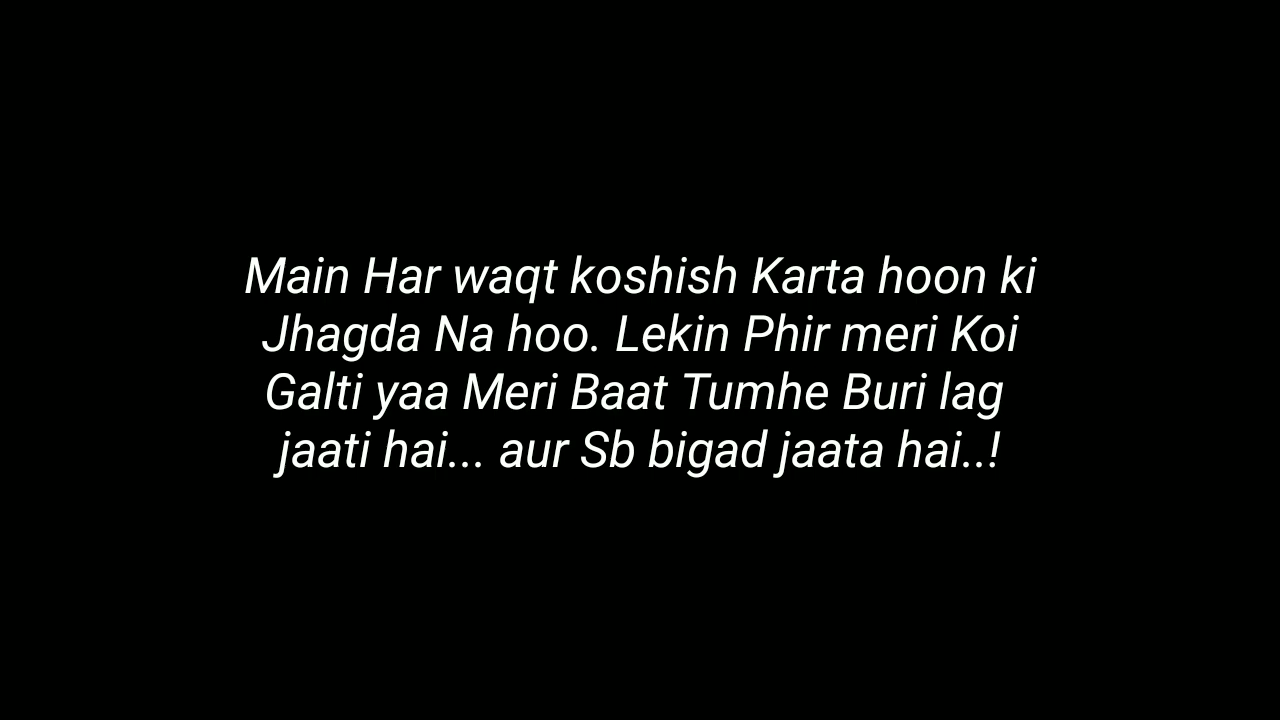 Main Har waqt koshish Karta hoon ki
Jhagda Na hoo. Lekin Phir meri Koi
Galti yaa Meri Baat Tumhe Buri lag
jaati hai... aur Sb bigad jaata hai..!